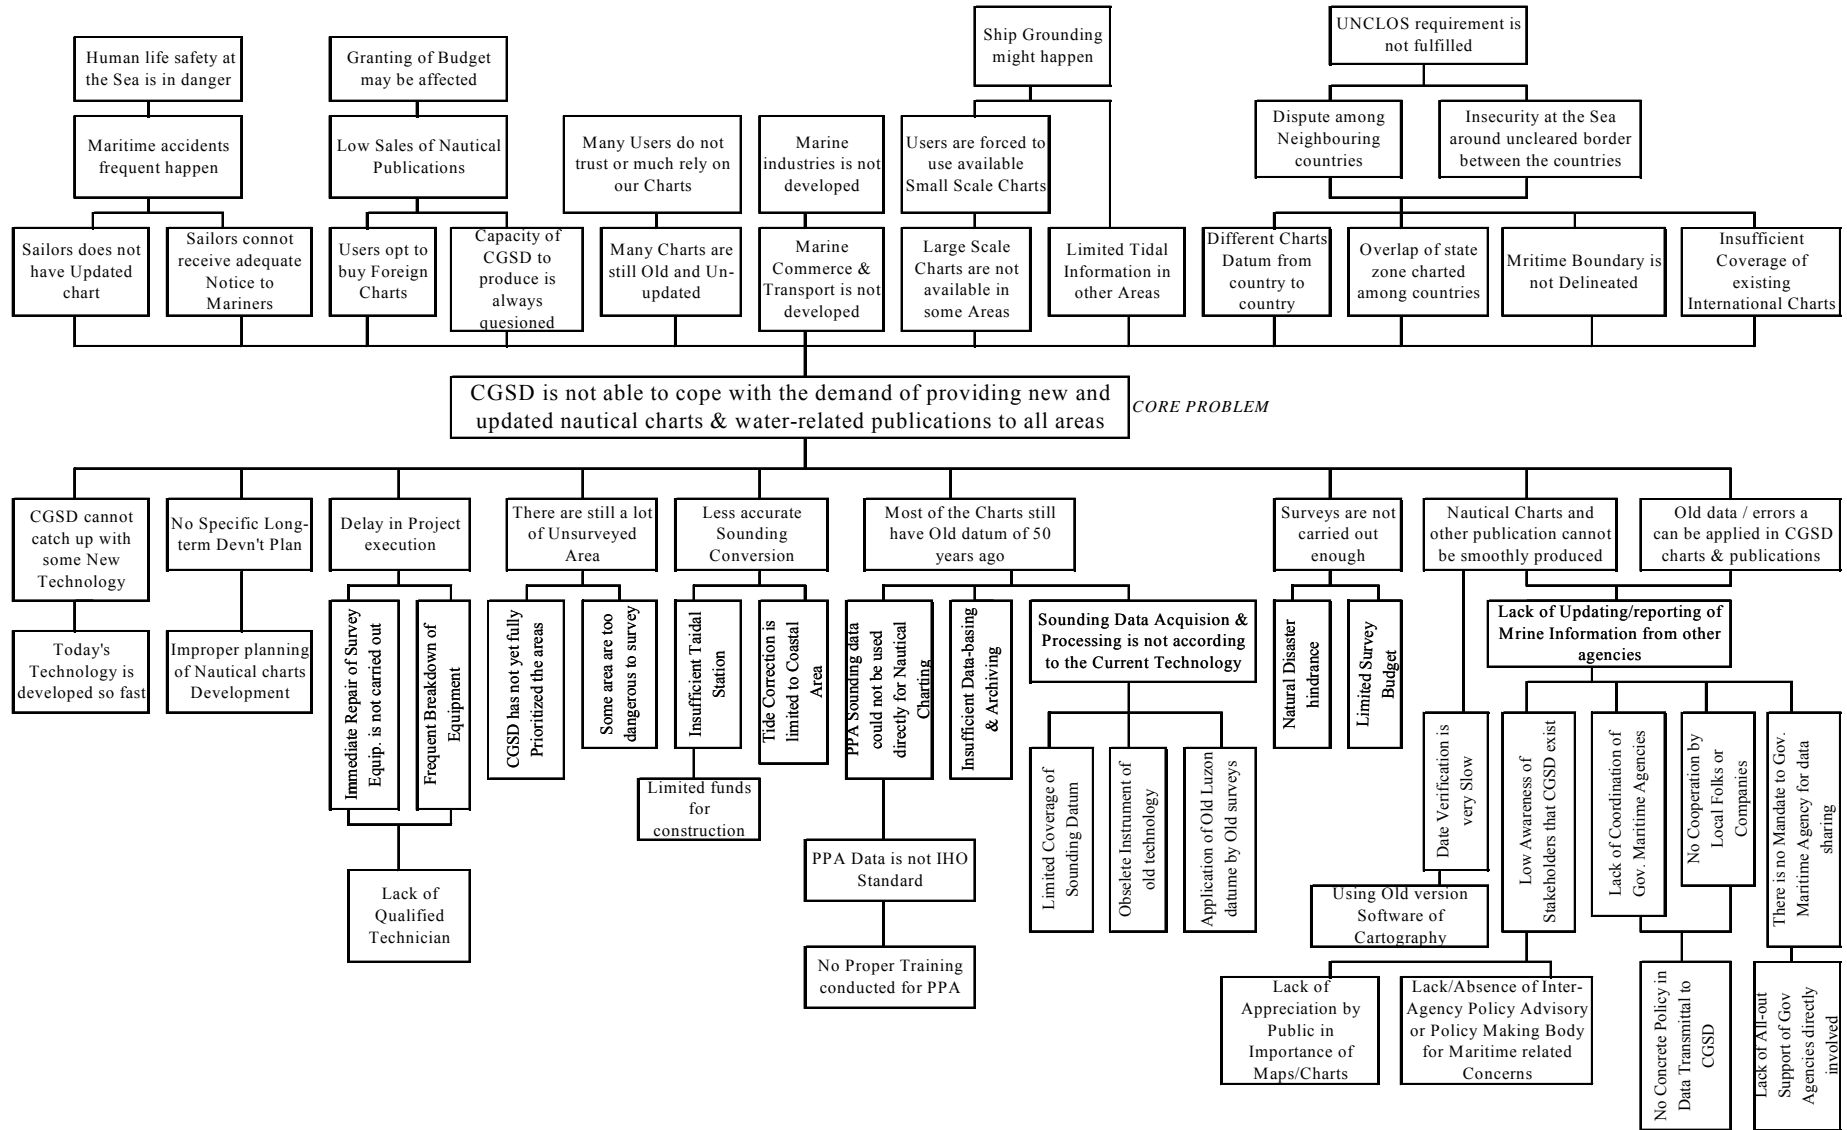 Human life safety at
the Sea is in danger
Granting of Budget
may be affected
Ship Grounding
might happen
UNCLOS requirement is
not fulfilled
Maritime accidents
frequent happen
Low Sales of Nautical
Publications
Many Users do not
trust or much rely on
our Charts
Marine
industries is not
developed
Users are forced to
use available
Small Scale Charts
Dispute among
Neighbouring
countries
Insecurity at the Sea
around uncleared border
between the countries
Sailors does not
have Updated
chart
Sailors connot
receive adequate
Notice to
Mariners
Users opt to
buy Foreign
Charts
Capacity of
CGSD to
produce is
always
quesioned
Many Charts are
still Old and Un-
updated
Marine
Commerce &
Transport is not
developed
Large Scale
Charts are not
available in
some Areas
Limited Tidal
Information in
other Areas
Different Charts
Datum from
country to
country
Overlap of state
zone charted
among countries
Mritime Boundary is
not Delineated
Insufficient
Coverage of
existing
International Charts
CGSD is not able to cope with the demand of providing new and
updated nautical charts & water-related publications to all areas
CORE PROBLEM
CGSD cannot
catch up with
some New
Technology
No Specific Long-
term Devn't Plan
Delay in Project
execution
There are still a lot
of Unsurveyed
Area
Less accurate
Sounding
Conversion
Most of the Charts still
have Old datum of 50
years ago
Surveys are not
carried out
enough
Nautical Charts and
other publication cannot
be smoothly produced
Old data / errors a
can be applied in CGSD
charts & publications
Today's
Technology is
developed so fast
Improper planning
of Nautical charts
Development
Immediate Repair of Survey
Equip. is not carried out
Frequent Breakdown of
Equipment
CGSD has not yet fully
Prioritized the areas
Some area are too
dangerous to survey
Insufficient Taidal
Station
Tide Correction is
limited to Coastal
Area
PPA Sounding data
could not be used
directly for Nautical
Charting
Insufficient Data-basing
& Archiving
Sounding Data Acquision &
Processing is not according
to the Current Technology
Natural Disaster
hindrance
Limited Survey
Budget
Lack of Updating/reporting of
Mrine Information from other
agencies
Lack of
Qualified
Technician
Limited funds
for
construction
PPA Data is not IHO
Standard
No Proper Training
conducted for PPA
Limited Coverage of
Sounding Datum
Obselete Instrument of
old technology
Application of Old Luzon
datume by Old surveys
Date Verification is
very Slow
Low Awareness of
Stakeholders that CGSD exist
Lack of Coordination of
Gov. Maritime Agencies
No Cooperation by
Local Folks or
Companies
There is no Mandate to Gov.
Maritime Agency for data
sharing
Using Old version
Software of
Cartography
Lack of
Appreciation by
Public in
Importance of
Maps/Charts
Lack/Absence of Inter-
Agency Policy Advisory
or Policy Making Body
for Maritime related
Concerns
No Concrete Policy in
Data Transmittal to
CGSD
Lack of All-out
Support of Gov
Agencies directly
involved